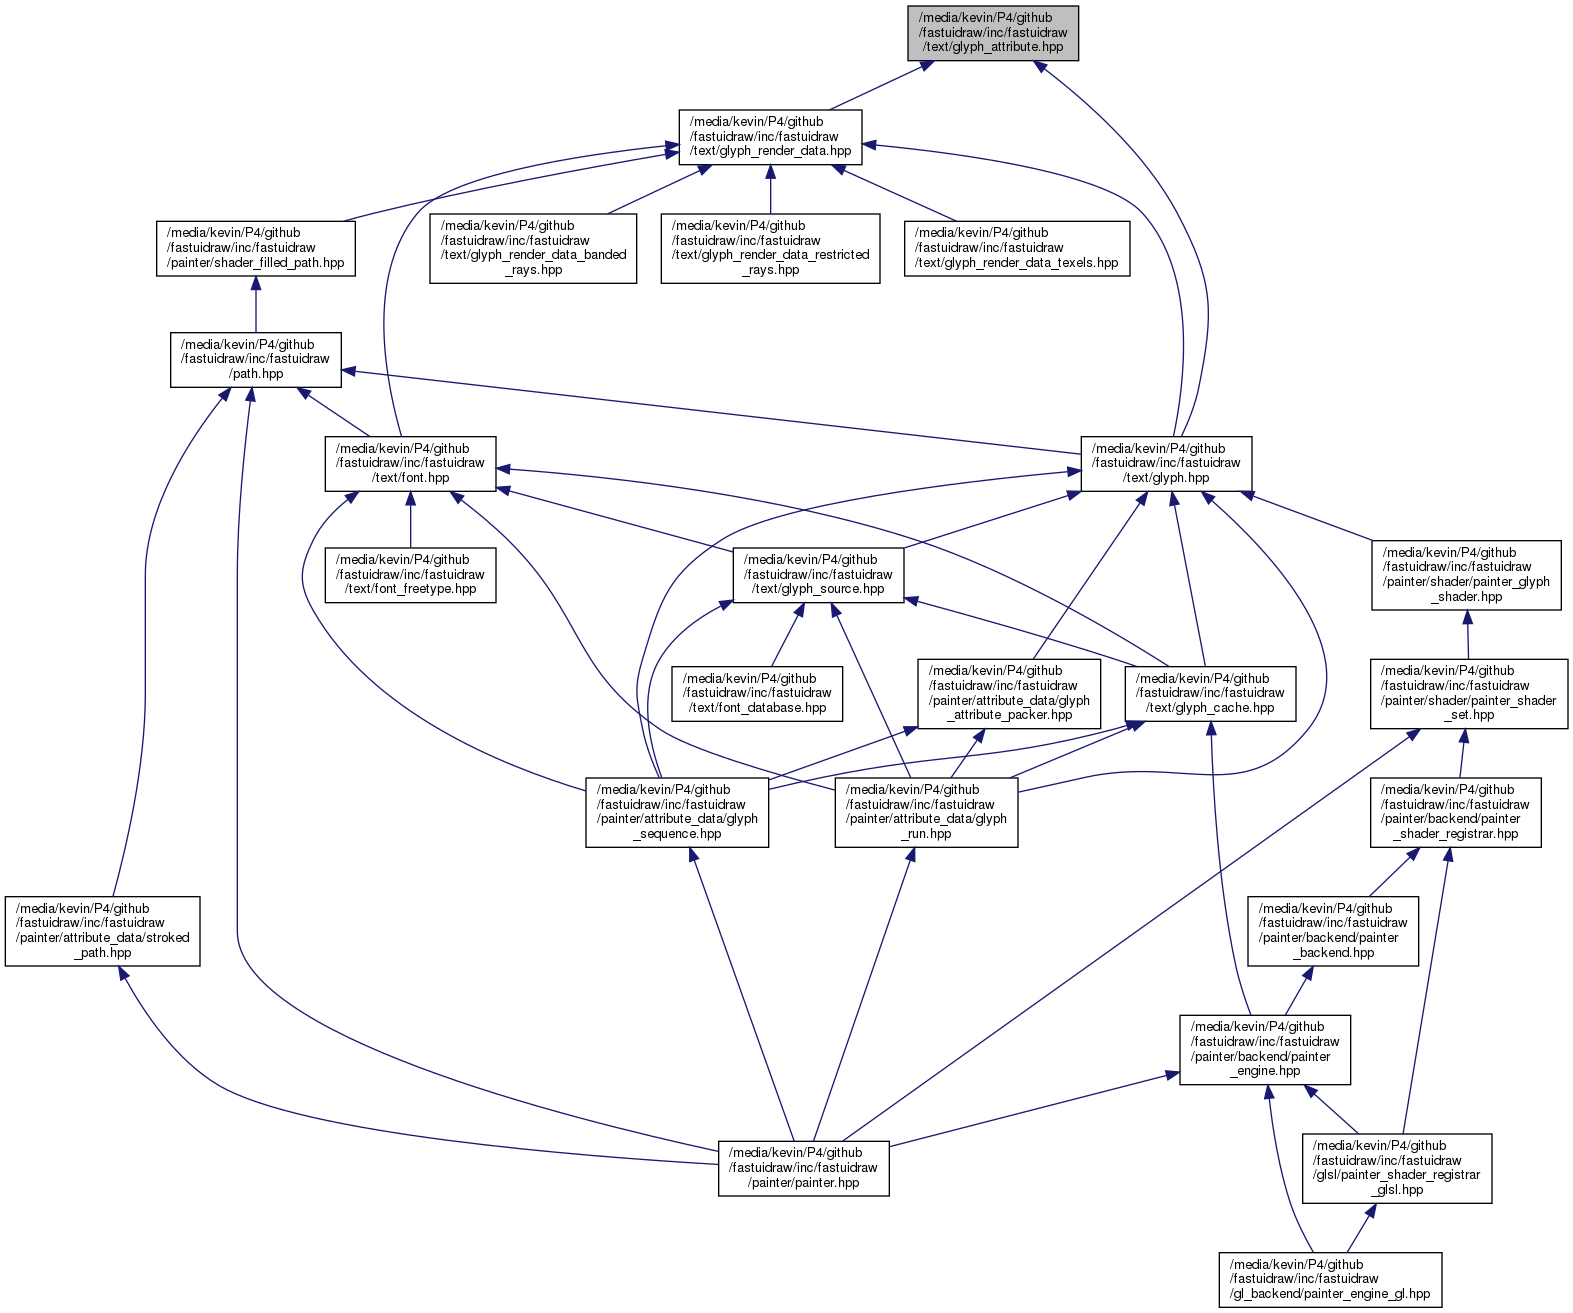 /media/kevin/P4/github
/fastuidraw/inc/fastuidraw
/text/glyph_attribute.hpp
/media/kevin/P4/github
/fastuidraw/inc/fastuidraw
/text/glyph_render_data.hpp
/media/kevin/P4/github
/fastuidraw/inc/fastuidraw
/painter/shader_filled_path.hpp
/media/kevin/P4/github
/fastuidraw/inc/fastuidraw
/text/glyph_render_data_banded
_rays.hpp
/media/kevin/P4/github
/fastuidraw/inc/fastuidraw
/text/glyph_render_data_restricted
_rays.hpp
/media/kevin/P4/github
/fastuidraw/inc/fastuidraw
/text/glyph_render_data_texels.hpp
/media/kevin/P4/github
/fastuidraw/inc/fastuidraw
/path.hpp
/media/kevin/P4/github
/fastuidraw/inc/fastuidraw
/text/font.hpp
/media/kevin/P4/github
/fastuidraw/inc/fastuidraw
/text/glyph.hpp
/media/kevin/P4/github
/fastuidraw/inc/fastuidraw
/text/font_freetype.hpp
/media/kevin/P4/github
/fastuidraw/inc/fastuidraw
/text/glyph_source.hpp
/media/kevin/P4/github
/fastuidraw/inc/fastuidraw
/painter/shader/painter_glyph
_shader.hpp
/media/kevin/P4/github
/fastuidraw/inc/fastuidraw
/text/font_database.hpp
/media/kevin/P4/github
/fastuidraw/inc/fastuidraw
/painter/attribute_data/glyph
_attribute_packer.hpp
/media/kevin/P4/github
/fastuidraw/inc/fastuidraw
/text/glyph_cache.hpp
/media/kevin/P4/github
/fastuidraw/inc/fastuidraw
/painter/shader/painter_shader
_set.hpp
/media/kevin/P4/github
/fastuidraw/inc/fastuidraw
/painter/attribute_data/glyph
_sequence.hpp
/media/kevin/P4/github
/fastuidraw/inc/fastuidraw
/painter/attribute_data/glyph
_run.hpp
/media/kevin/P4/github
/fastuidraw/inc/fastuidraw
/painter/backend/painter
_shader_registrar.hpp
/media/kevin/P4/github
/fastuidraw/inc/fastuidraw
/painter/attribute_data/stroked
_path.hpp
/media/kevin/P4/github
/fastuidraw/inc/fastuidraw
/painter/backend/painter
_backend.hpp
/media/kevin/P4/github
/fastuidraw/inc/fastuidraw
/painter/backend/painter
_engine.hpp
/media/kevin/P4/github
/fastuidraw/inc/fastuidraw
/painter/painter.hpp
/media/kevin/P4/github
/fastuidraw/inc/fastuidraw
/glsl/painter_shader_registrar
_glsl.hpp
/media/kevin/P4/github
/fastuidraw/inc/fastuidraw
/gl_backend/painter_engine_gl.hpp